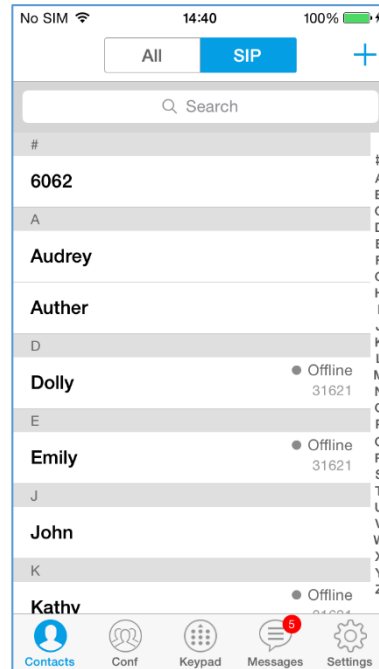 No SIM 14:40 100%
All SIP +
Search
#
6062
A
Audrey
Auther
D
Dolly Offline
31621
E
Emily Offline
31621
J
John
K
Kathy Offline
#
A
D
H
I
J
K
L
M
N
S
T
U
V
W
X
Y
Z
5
Contacts Conf Keypad Messages Settings